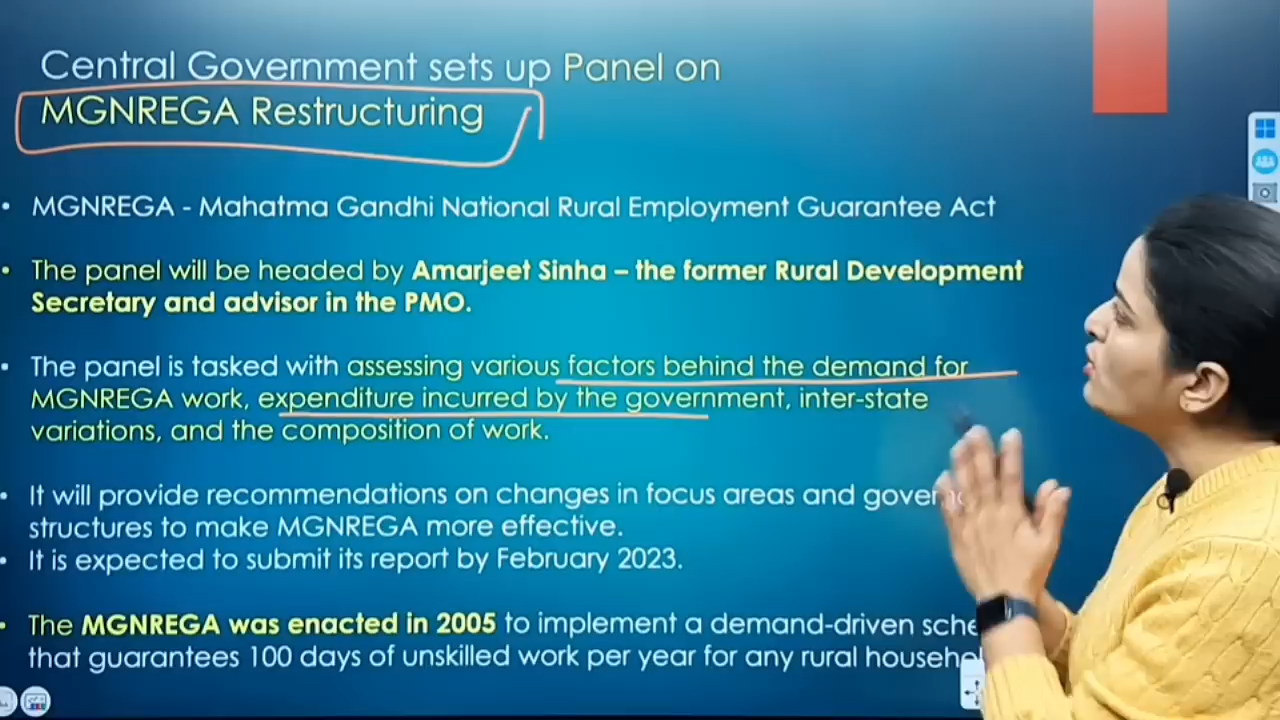 Central Government sets up Panel on
MGNREGA Restructuring
• MGNREGA - Mahatma Gandhi National Rural Employment Guarantee Act
• The panel will be headed by Amarjeet Sinha – the former Rural Development
Secretary and advisor in the PMO.
• The panel is tasked with assessing various factors behind the demand for
MGNREGA work, expenditure incurred by the government, inter-state
variations, and the composition of work.
• It will provide recommendations on changes in focus areas and
structures to make MGNREGA more effective.
• It is expected to submit its report by February 2023.
• The MGNREGA was enacted in 2005 to implement a demand-driven
that guarantees 100 days of unskilled work per year for any rural